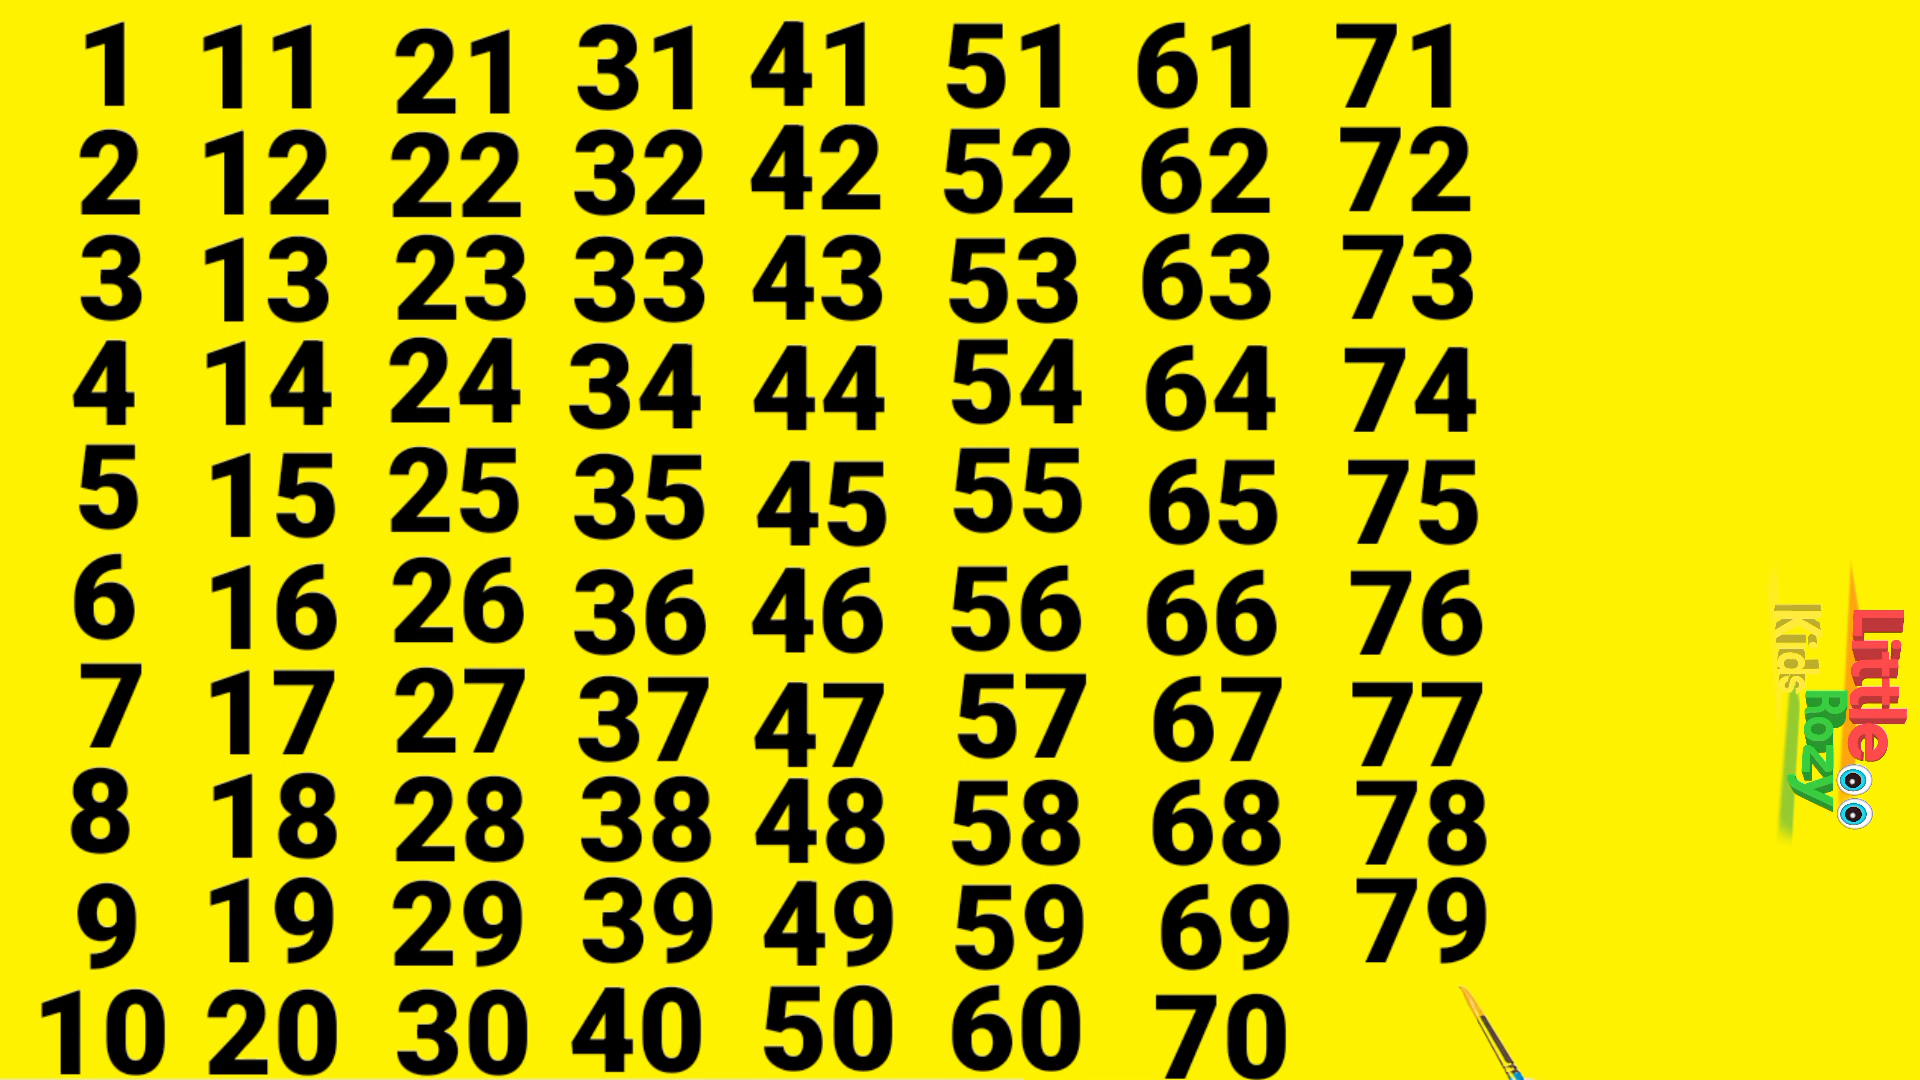 1 11 21 31 41 51 61 71
2 12 22 32 42 52 62 72
3 13 23 33 43 53 63 73
4 14 24 34 44 54 64 74
5 15 25 35 45 55 65 75
6 16 26 36 46 56 66 76
7 17 27 37 47 57 67 77
8 18 28 38 48 58 68 78
9 19 29 39 49 59 69 79
10 20 30 40 50 60 70
Little
Rozy
Kids